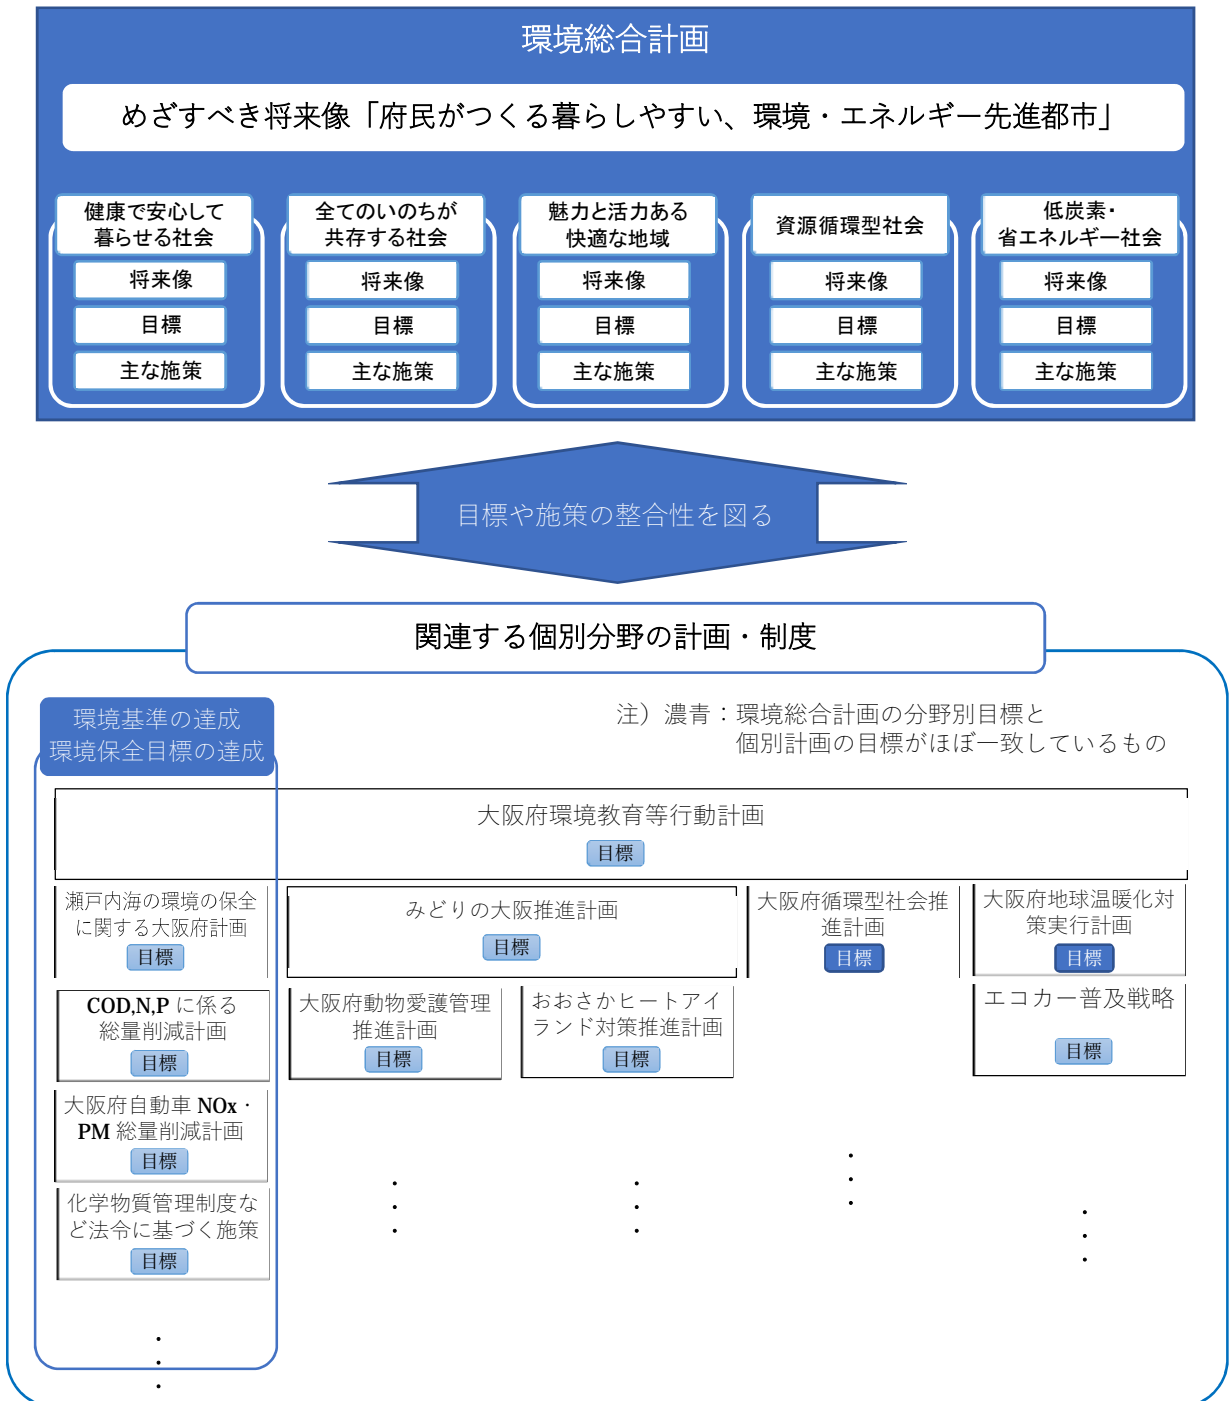 環境総合計画
めざすべき将来像「府民がつくる暮らしやすい、環境・エネルギー先進都市」
健康で安心して
暮らせる社会
将来像
目標
主な施策
全てのいのちが
共存する社会
将来像
目標
主な施策
魅力と活力ある
快適な地域
将来像
目標
主な施策
資源循環型社会
将来像
目標
主な施策
低炭素・
省エネルギー社会
将来像
目標
主な施策
目標や施策の整合性を図る
関連する個別分野の計画・制度
環境基準の達成
環境保全目標の達成
注）濃青：環境総合計画の分野別目標と
個別計画の目標がほぼ一致しているもの
大阪府環境教育等行動計画
目標
瀬戸内海の環境の保全
に関する大阪府計画
目標
みどりの大阪推進計画
目標
大阪府循環型社会推
進計画
目標
大阪府地球温暖化対
策実行計画
目標
COD,N,P に係る
総量削減計画
目標
大阪府動物愛護管理
推進計画
目標
おおさかヒートアイ
ランド対策推進計画
目標
エコカー普及戦略
目標
大阪府自動車 NOx・
PM 総量削減計画
目標
化学物質管理制度な
ど法令に基づく施策
目標